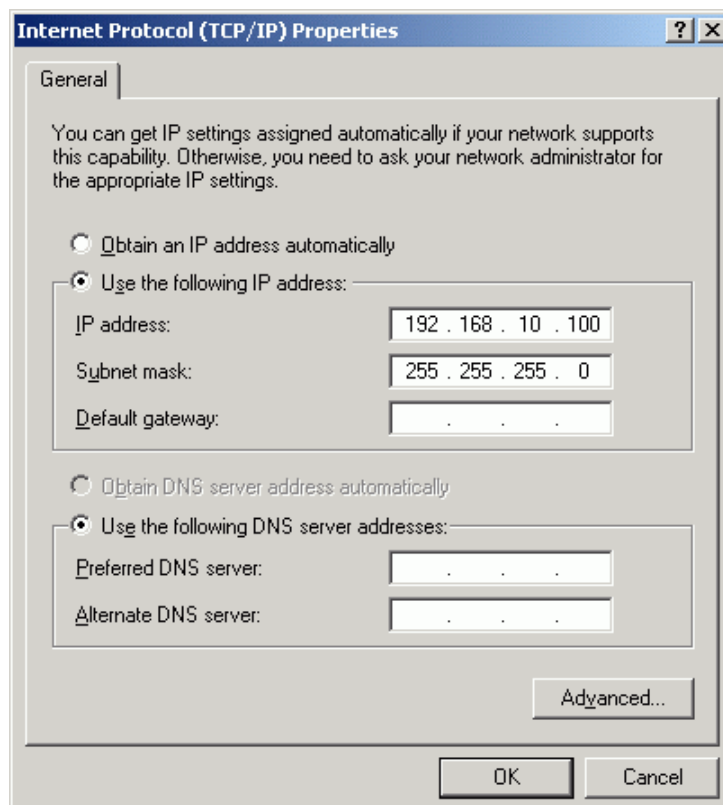 Internet Protocol (TCP/IP) Properties
General
You can get IP settings assigned automatically if your network supports
this capability. Otherwise, you need to ask your network administrator for
the appropriate IP settings.
Obtain an IP address automatically
Use the following IP address:
IP address: 192 . 168 . 10 . 100
Subnet mask: 255 . 255 . 255 . 0
Default gateway: . . .
Obtain DNS server address automatically
Use the following DNS server addresses:
Preferred DNS server: . . .
Alternate DNS server: . . .
Advanced...
OK Cancel